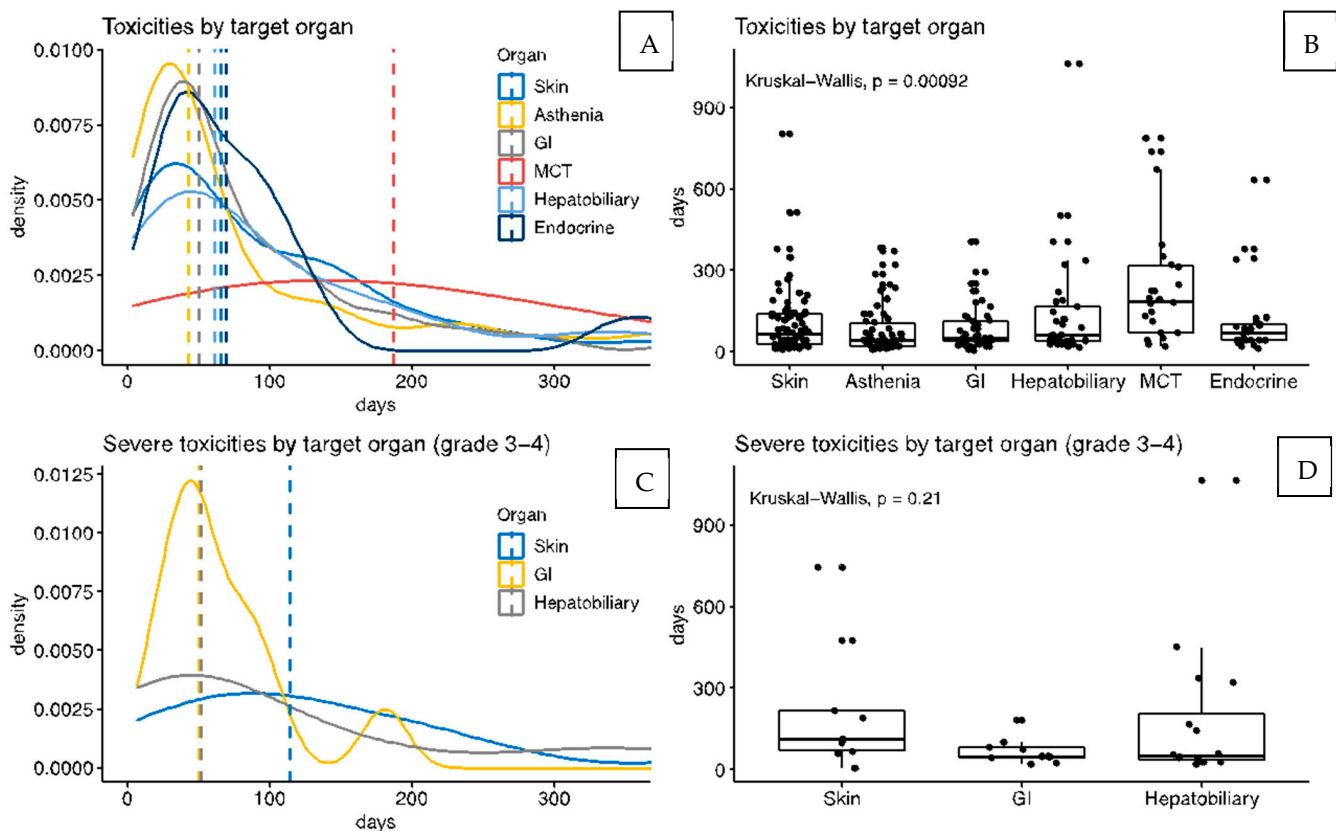 Toxicities by target organ
A
0.0100
0.0075
0.0050
0.0025
0.0000
density
0
100
200
300
days
Organ
Skin
Asthenia
GI
MCT
Hepatobiliary
Endocrine
Toxicities by target organ
B
Kruskal−Wallis, p = 0.00092
900
600
300
0
days
Skin
Asthenia
GI
Hepatobiliary
MCT
Endocrine
Severe toxicities by target organ (grade 3−4)
C
0.0125
0.0100
0.0075
0.0050
0.0025
0.0000
density
0
100
200
300
days
Organ
Skin
GI
Hepatobiliary
Severe toxicities by target organ (grade 3−4)
D
Kruskal−Wallis, p = 0.21
900
600
300
0
days
Skin
GI
Hepatobiliary